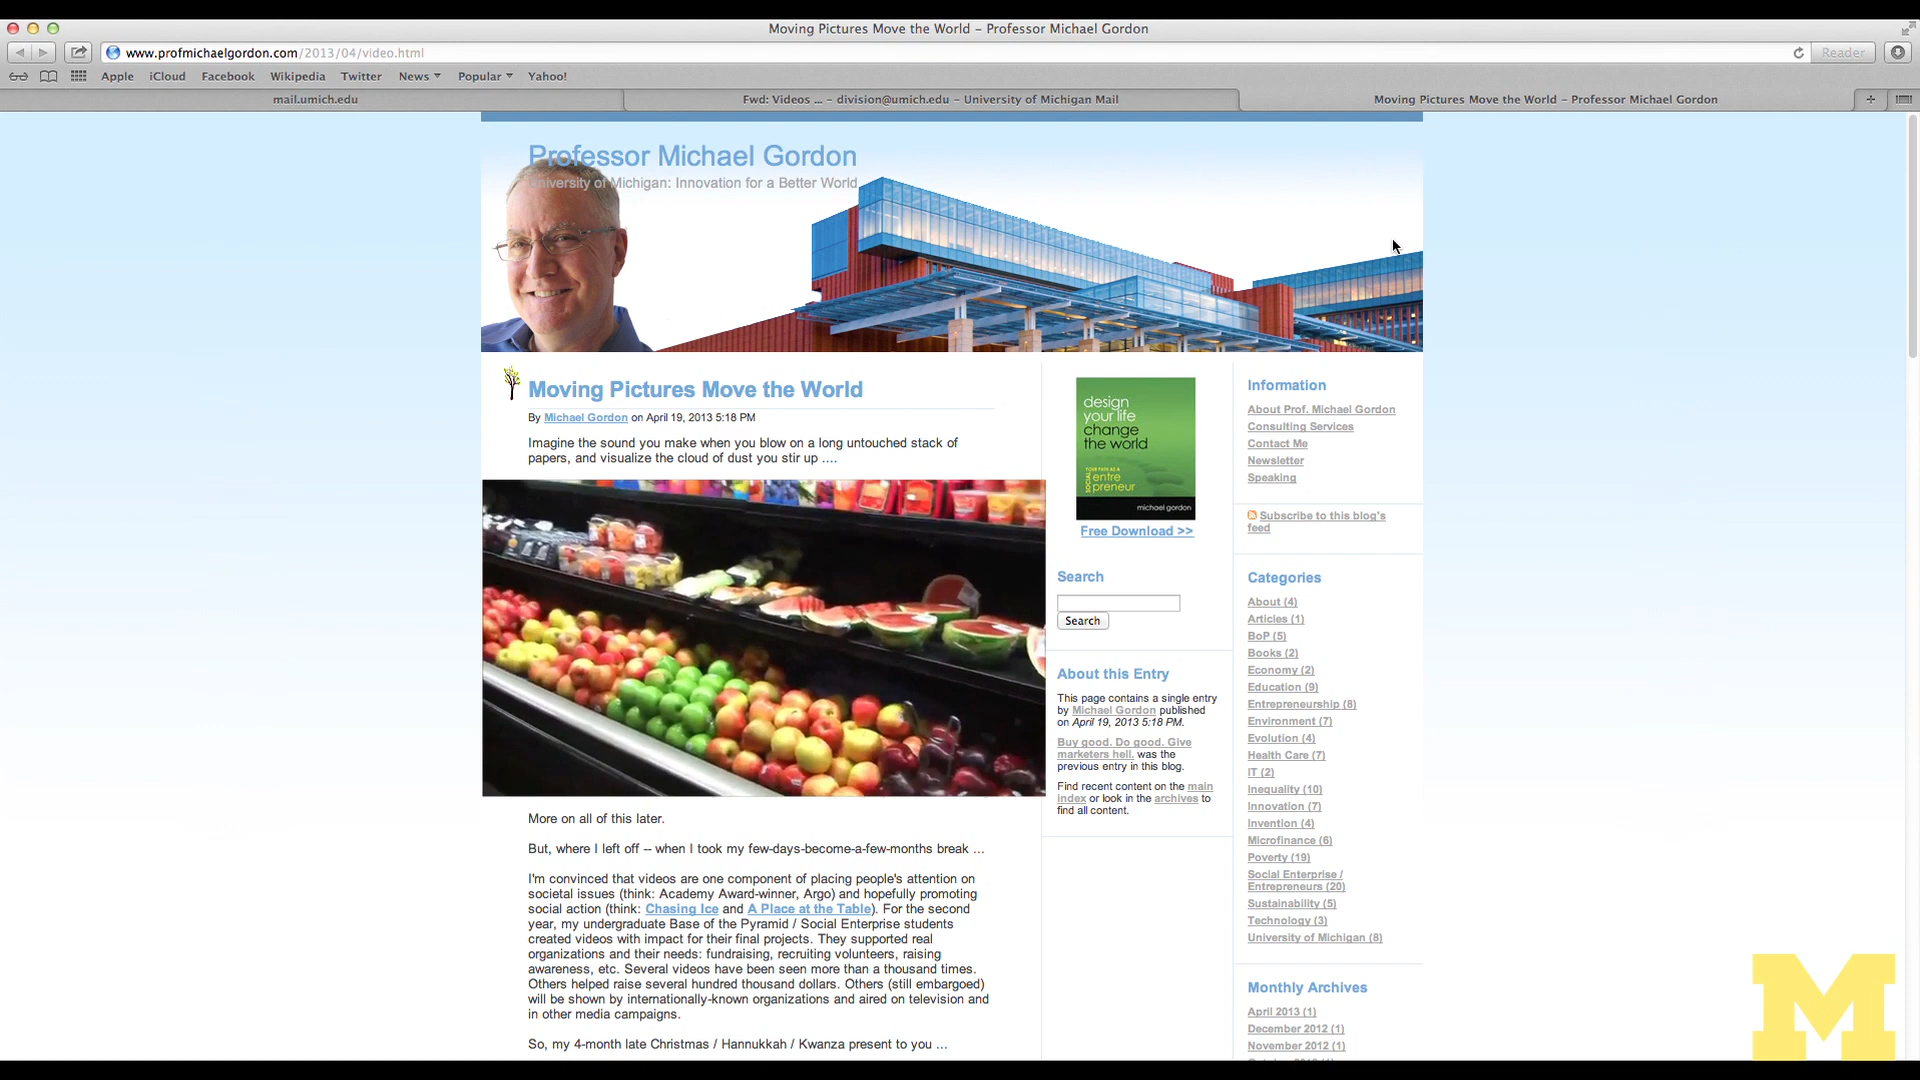 Moving Pictures Move the World – Professor Michael Gordon
www.profmichaelgordon.com/2013/04/video.html
Reader
Apple
iCloud
Facebook
Wikipedia
Twitter
News
Popular
Yahoo!
mail.umich.edu
Fwd: Videos ... – division@umich.edu – University of Michigan Mail
Moving Pictures Move the World – Professor Michael Gordon
Professor Michael Gordon
University of Michigan: Innovation for a Better World
Moving Pictures Move the World
By Michael Gordon on April 19, 2013 5:18 PM
Imagine the sound you make when you blow on a long untouched stack of
papers, and visualize the cloud of dust you stir up ....
More on all of this later.
But, where I left off -- when I took my few-days-become-a-few-months break ...
I'm convinced that videos are one component of placing people's attention on
societal issues (think: Academy Award-winner, Argo) and hopefully promoting
social action (think: Chasing Ice and A Place at the Table). For the second
year, my undergraduate Base of the Pyramid / Social Enterprise students
created videos with impact for their final projects. They supported real
organizations and their needs: fundraising, recruiting volunteers, raising
awareness, etc. Several videos have been seen more than a thousand times.
Others helped raise several hundred thousand dollars. Others (still embargoed)
will be shown by internationally-known organizations and aired on television and
in other media campaigns.
So, my 4-month late Christmas / Hannukkah / Kwanza present to you ...
design
your life
change
the world
YOUR PATH AS A
SOCIAL entre
preneur
michael gordon
Free Download >>
Search
Search
About this Entry
This page contains a single entry
by Michael Gordon published
on April 19, 2013 5:18 PM.
Buy good. Do good. Give
marketers hell. was the
previous entry in this blog.
Find recent content on the main
index or look in the archives to
find all content.
Information
About Prof. Michael Gordon
Consulting Services
Contact Me
Newsletter
Speaking
Subscribe to this blog's
feed
Categories
About (4)
Articles (1)
BoP (5)
Books (2)
Economy (2)
Education (9)
Entrepreneurship (8)
Environment (7)
Evolution (4)
Health Care (7)
IT (2)
Inequality (10)
Innovation (7)
Invention (4)
Microfinance (6)
Poverty (19)
Social Enterprise /
Entrepreneurs (20)
Sustainability (5)
Technology (3)
University of Michigan (8)
Monthly Archives
April 2013 (1)
December 2012 (1)
November 2012 (1)
M